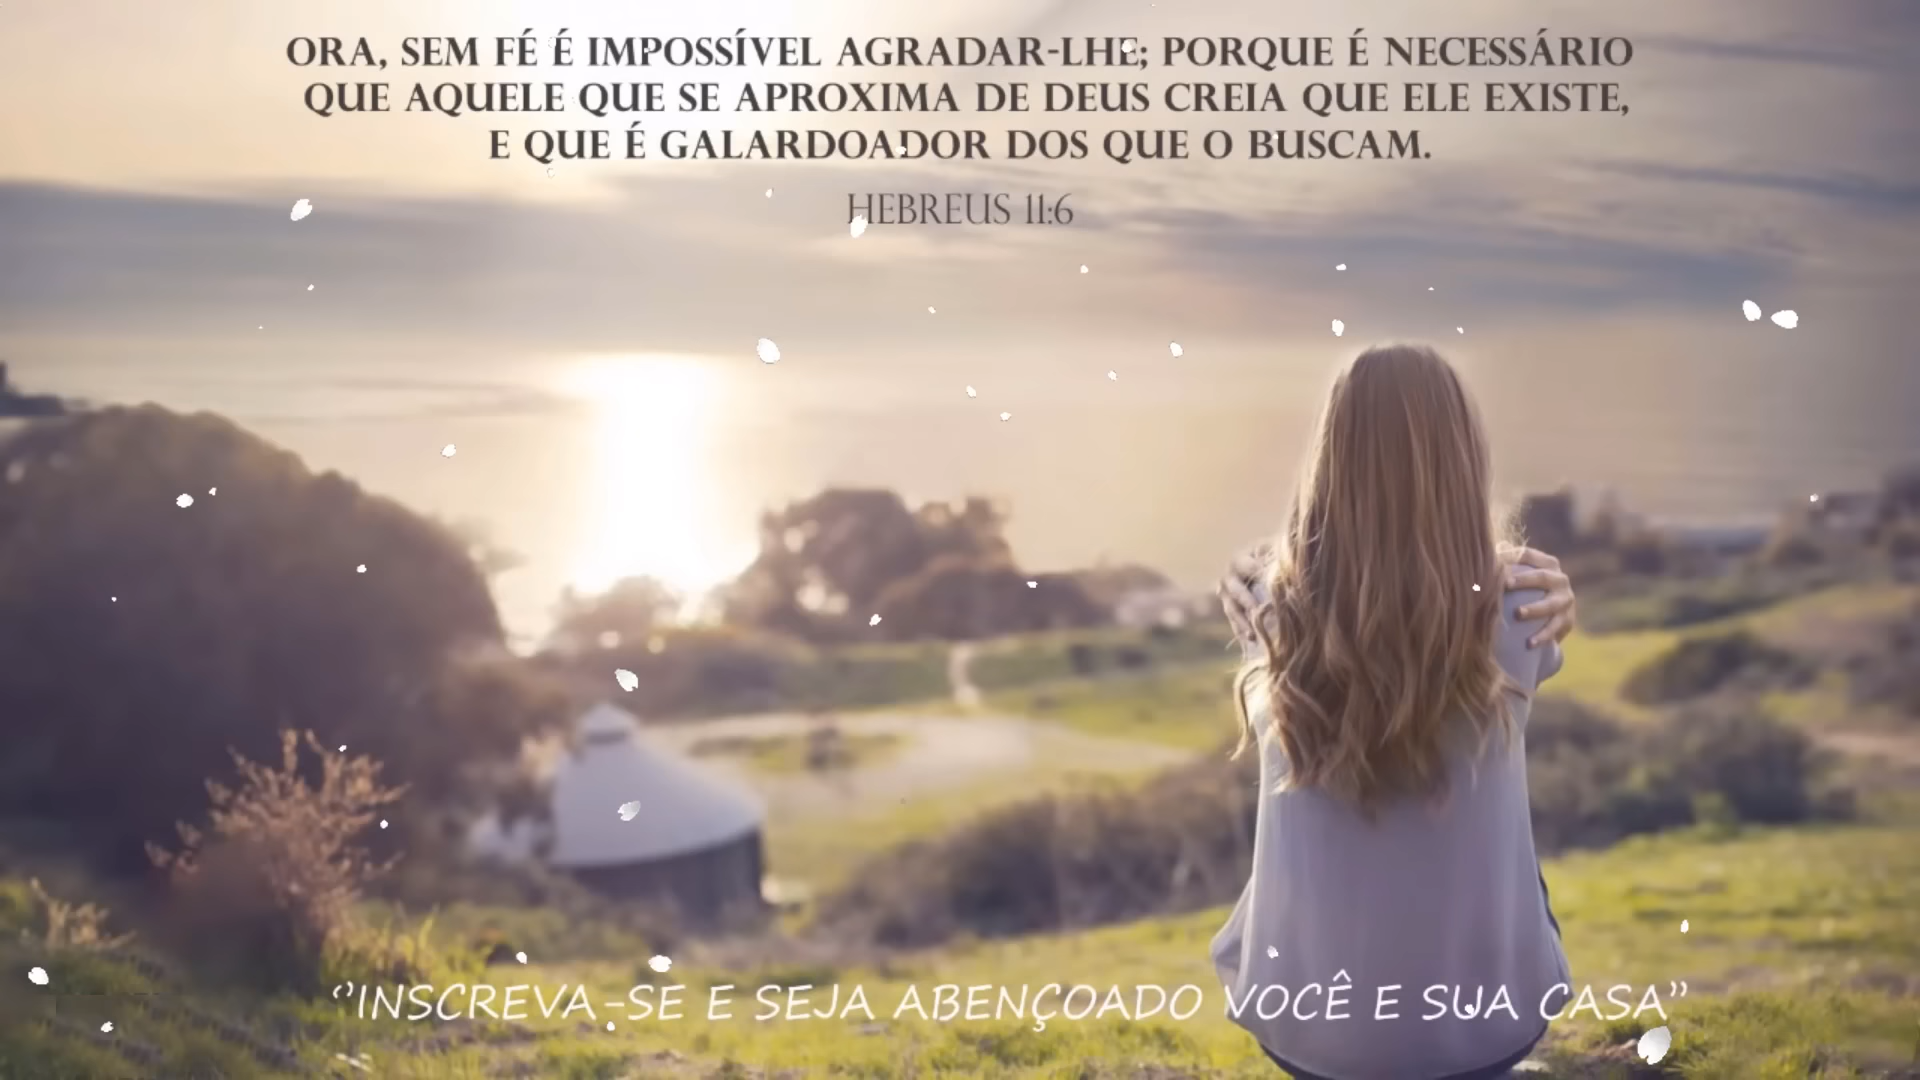 ORA, SEM FÉ É IMPOSSÍVEL AGRADAR-LHE; PORQUE É NECESSÁRIO
QUE AQUELE QUE SE APROXIMA DE DEUS CREIA QUE ELE EXISTE,
E QUE É GALARDOADOR DOS QUE O BUSCAM.
HEBREUS 11:6
“INSCREVA-SE E SEJA ABENÇOADO VOCÊ E SUA CASA”